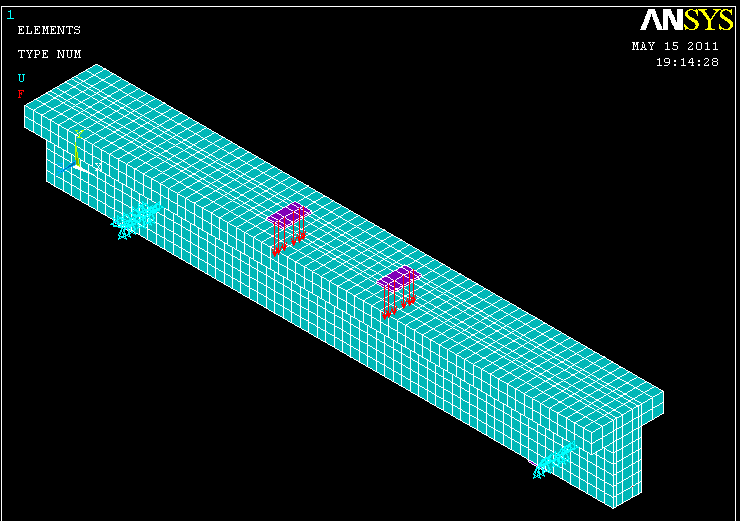 1
ELEMENTS
TYPE NUM
U
F
ANSYS
MAY 15 2011
19:14:28